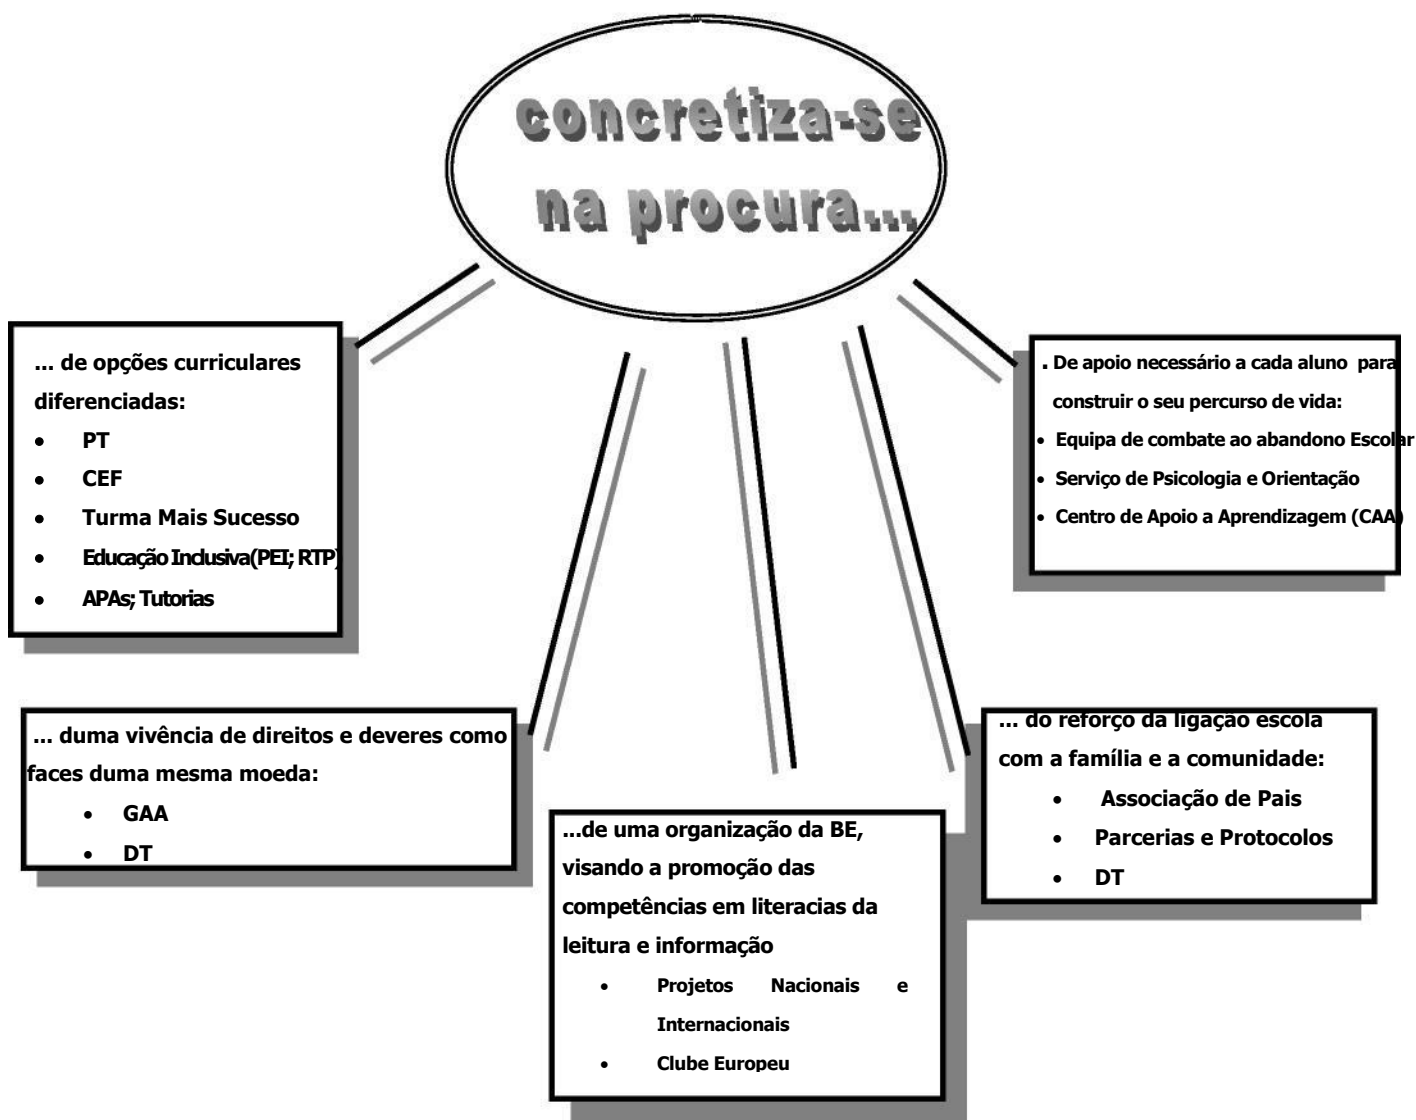 concretiza-se
na procura...
... de opções curriculares
diferenciadas:
• PT
• CEF
• Turma Mais Sucesso
• Educação Inclusiva(PEI; RTP)
• APAs; Tutorias
. De apoio necessário a cada aluno para
construir o seu percurso de vida:
• Equipa de combate ao abandono Escolar
• Serviço de Psicologia e Orientação
• Centro de Apoio a Aprendizagem (CAA)
... duma vivência de direitos e deveres como
faces duma mesma moeda:
• GAA
• DT
...de uma organização da BE,
visando a promoção das
competências em literacias da
leitura e informação
• Projetos Nacionais e
Internacionais
• Clube Europeu
... do reforço da ligação escola
com a família e a comunidade:
• Associação de Pais
• Parcerias e Protocolos
• DT